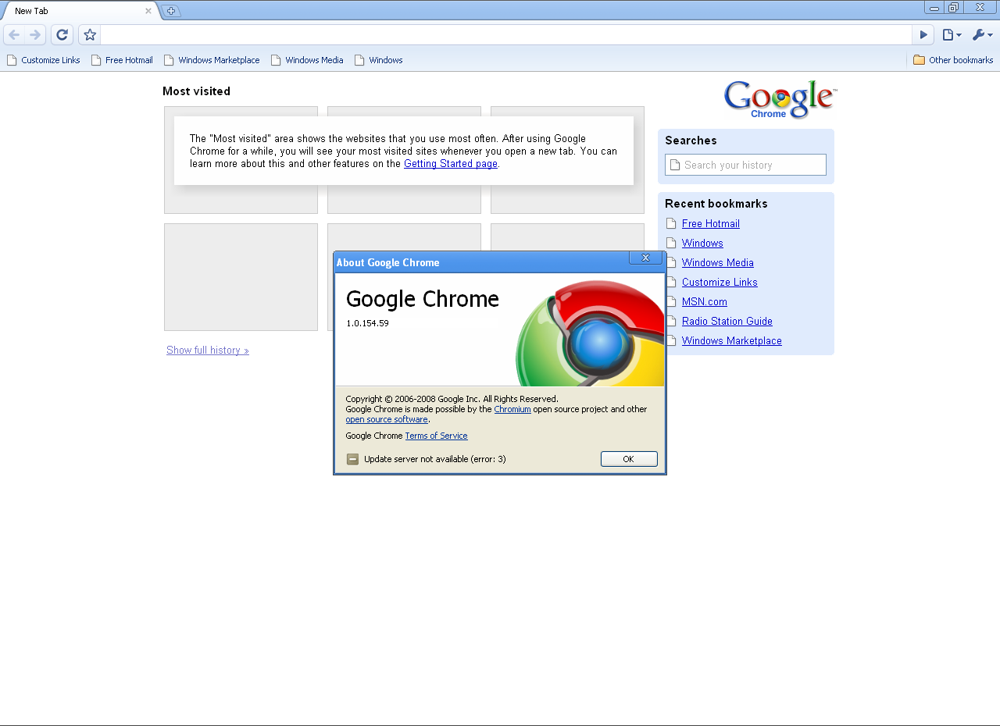 New Tab
Customize Links
Free Hotmail
Windows Marketplace
Windows Media
Windows
Other bookmarks
Most visited
The "Most visited" area shows the websites that you use most often. After using Google
Chrome for a while, you will see your most visited sites whenever you open a new tab. You can
learn more about this and other features on the Getting Started page.
Show full history »
Google™
Chrome
Searches
Search your history
Recent bookmarks
Free Hotmail
Windows
Windows Media
Customize Links
MSN.com
Radio Station Guide
Windows Marketplace
About Google Chrome
Google Chrome
1.0.154.59
Copyright © 2006-2008 Google Inc. All Rights Reserved.
Google Chrome is made possible by the Chromium open source project and other
open source software.
Google Chrome Terms of Service
Update server not available (error: 3)
OK